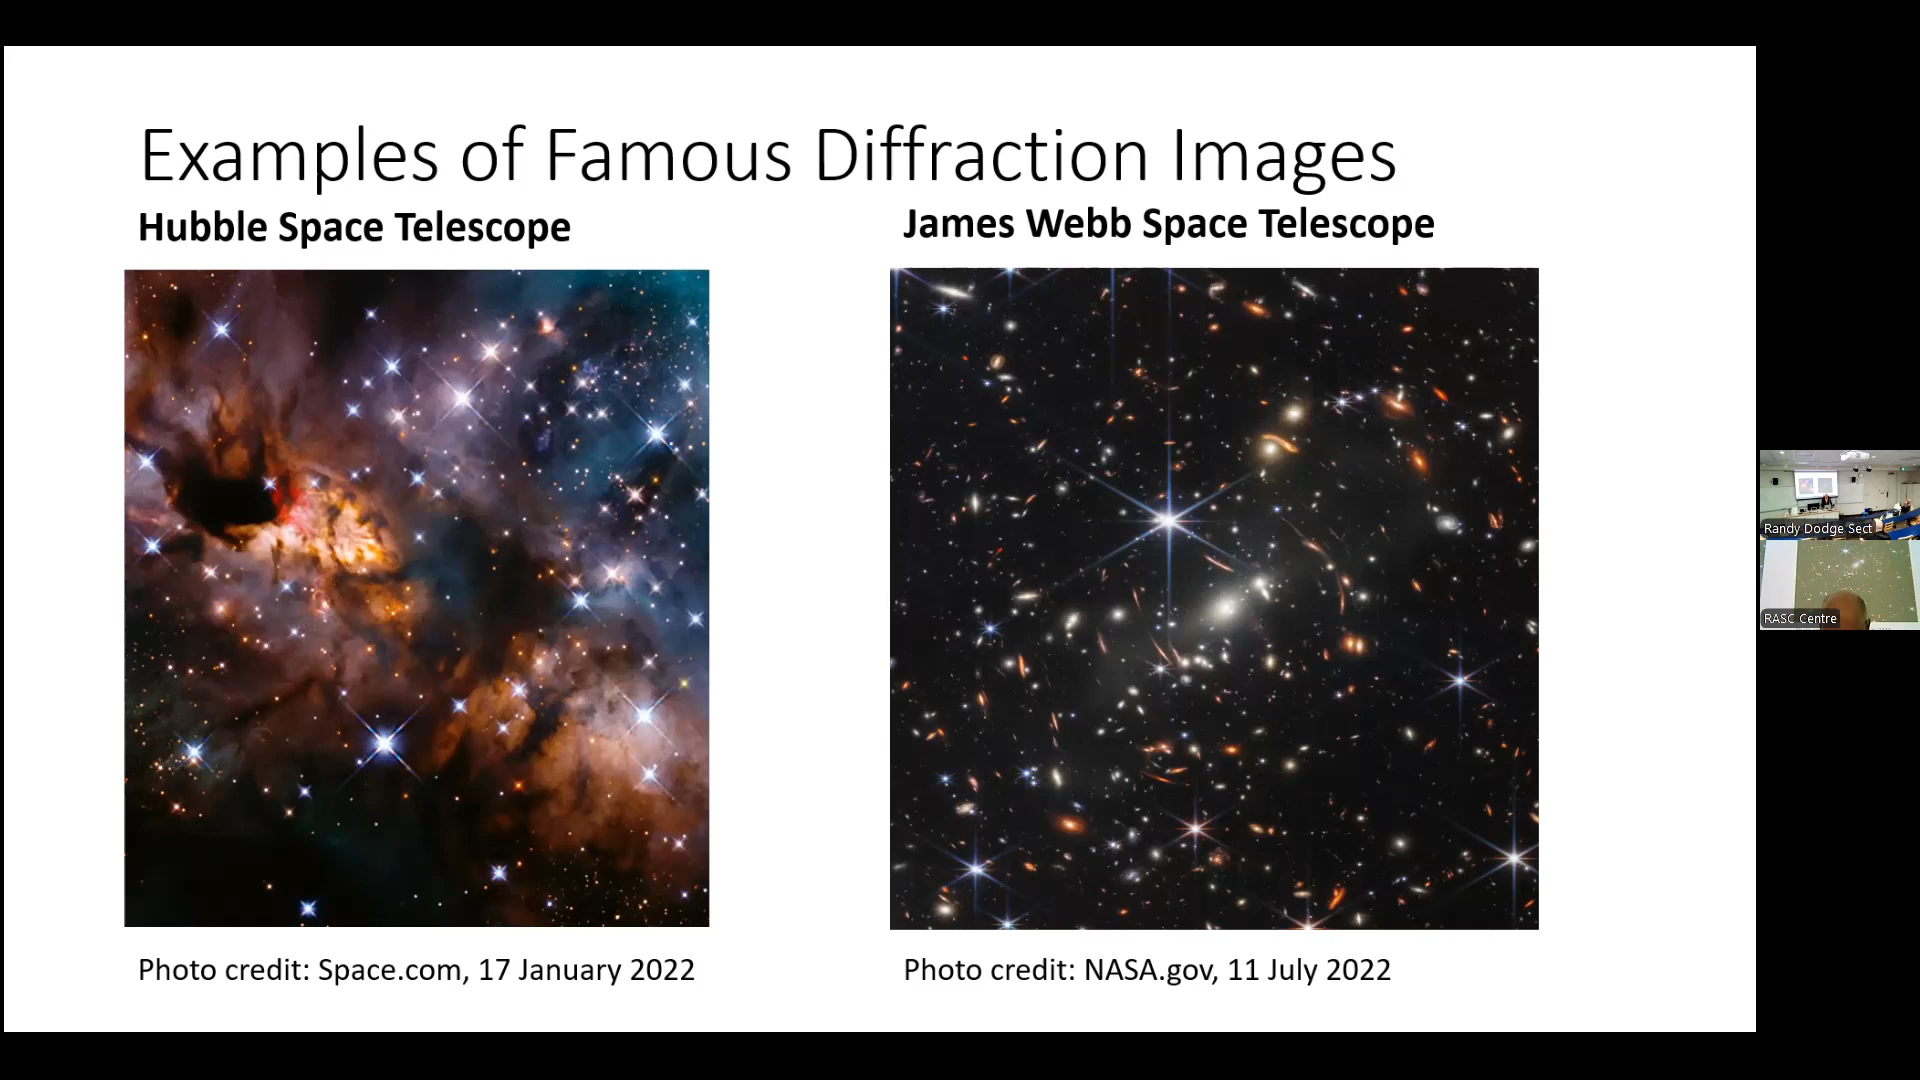 Examples of Famous Diffraction Images
Hubble Space Telescope
James Webb Space Telescope
Photo credit: Space.com, 17 January 2022
Photo credit: NASA.gov, 11 July 2022
Randy Dodge Sect
RASC Centre